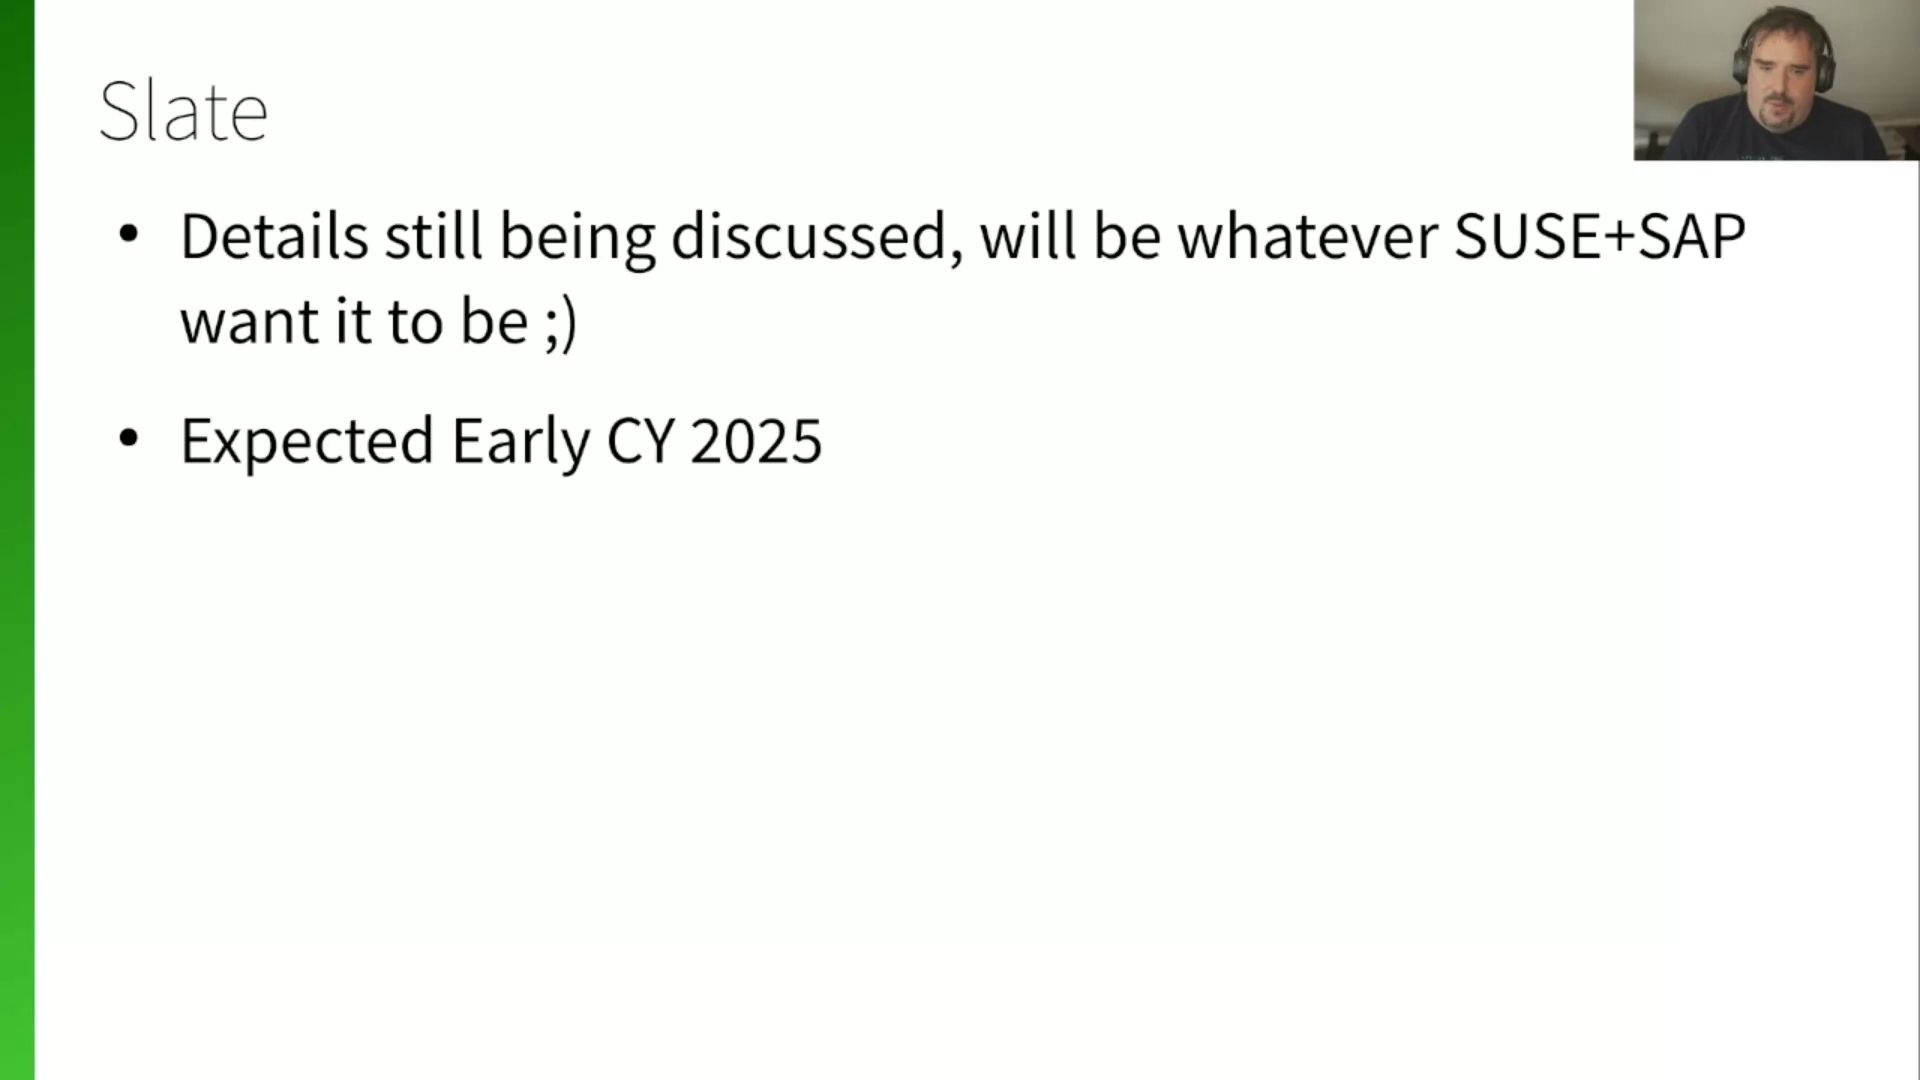 Slate
• Details still being discussed, will be whatever SUSE+SAP
want it to be ;)
• Expected Early CY 2025